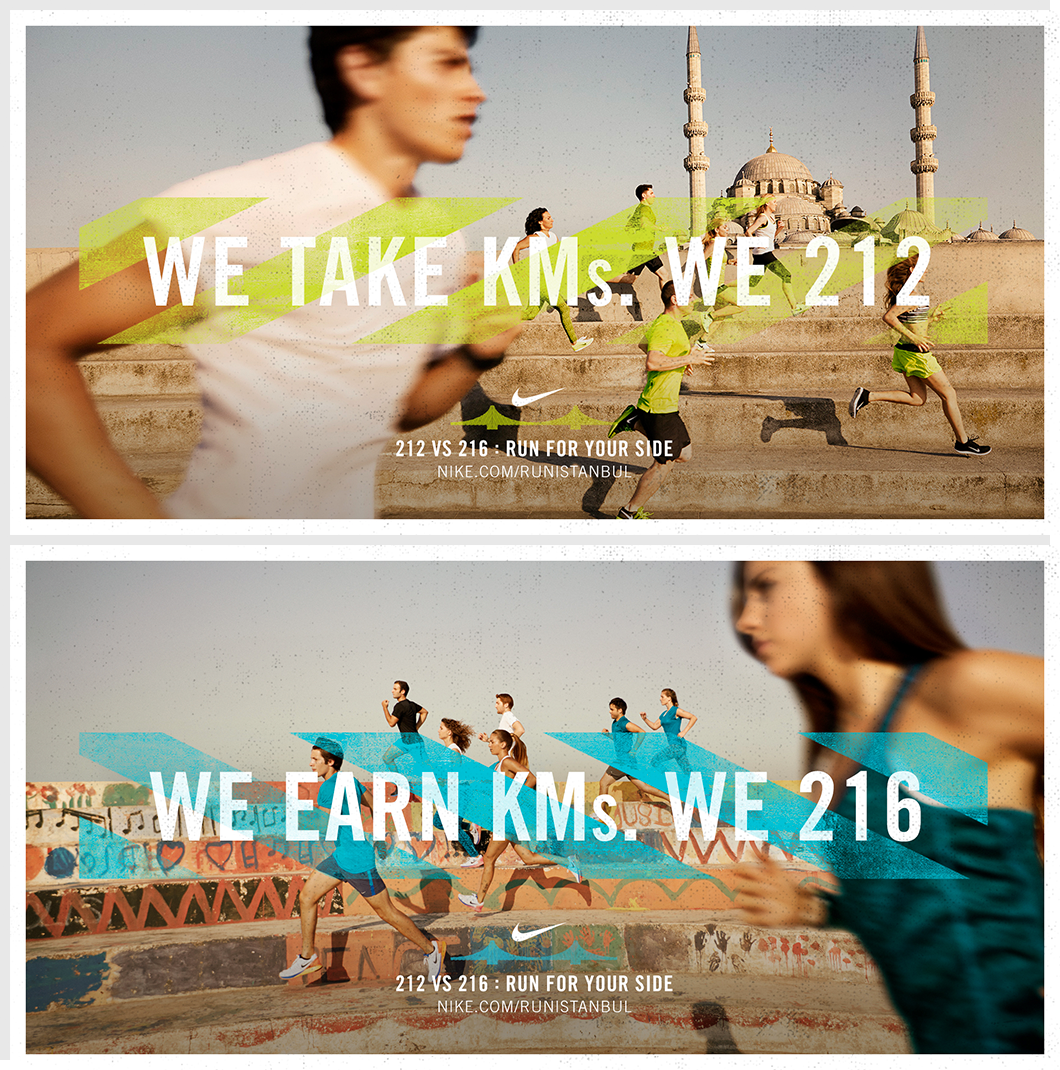 WE TAKE KMs. WE 212
212 VS 216 : RUN FOR YOUR SIDE
NIKE.COM/RUNISTANBUL
WE EARN KMs. WE 216
212 VS 216 : RUN FOR YOUR SIDE
NIKE.COM/RUNISTANBUL